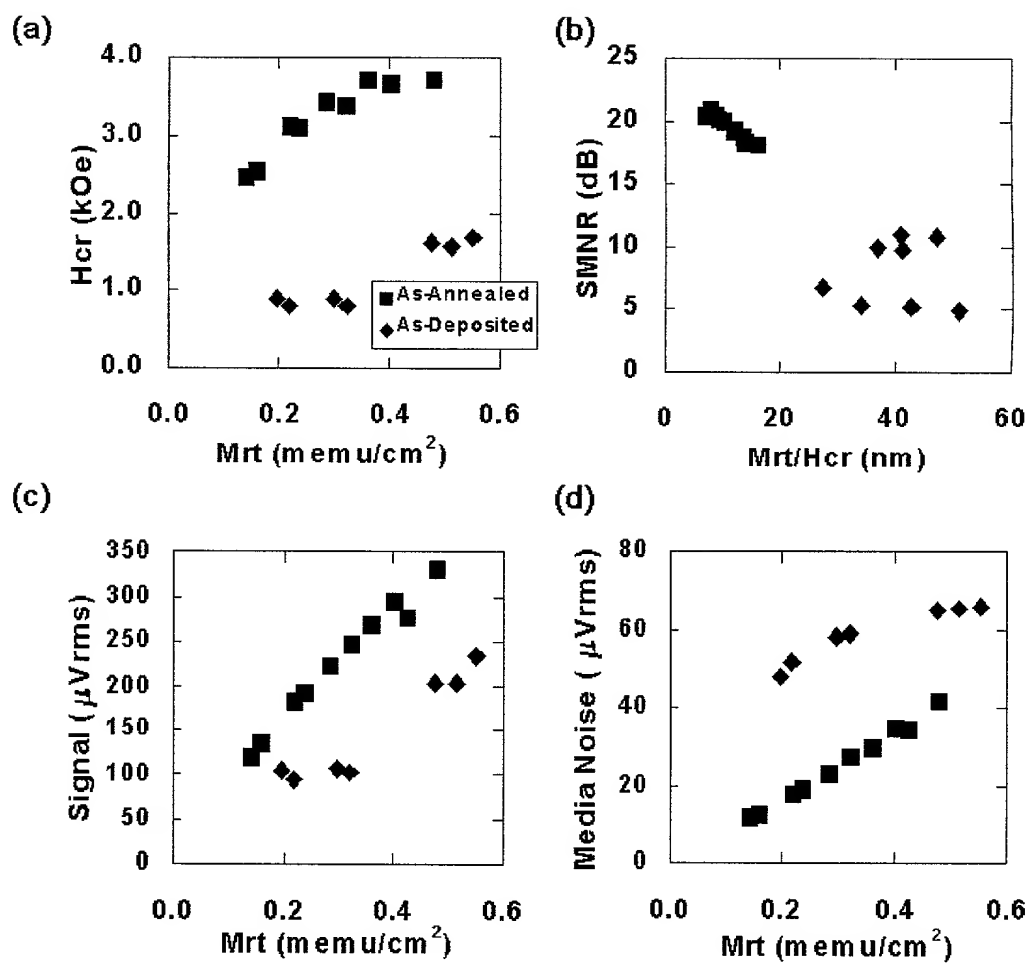 (a)
4.0
3.0
2.0
1.0
0.0
Hcr (kOe)
As-Annealed
As-Deposited
0.0 0.2 0.4 0.6
Mrt (memu/cm²)
(b)
25
20
15
10
5
0
SMNR (dB)
0 20 40 60
Mrt/Hcr (nm)
(c)
350
300
250
200
150
100
50
0
Signal ( μVrms)
0.0 0.2 0.4 0.6
Mrt (memu/cm²)
(d)
80
60
40
20
0
Media Noise ( μVrms)
0.0 0.2 0.4 0.6
Mrt (memu/cm²)